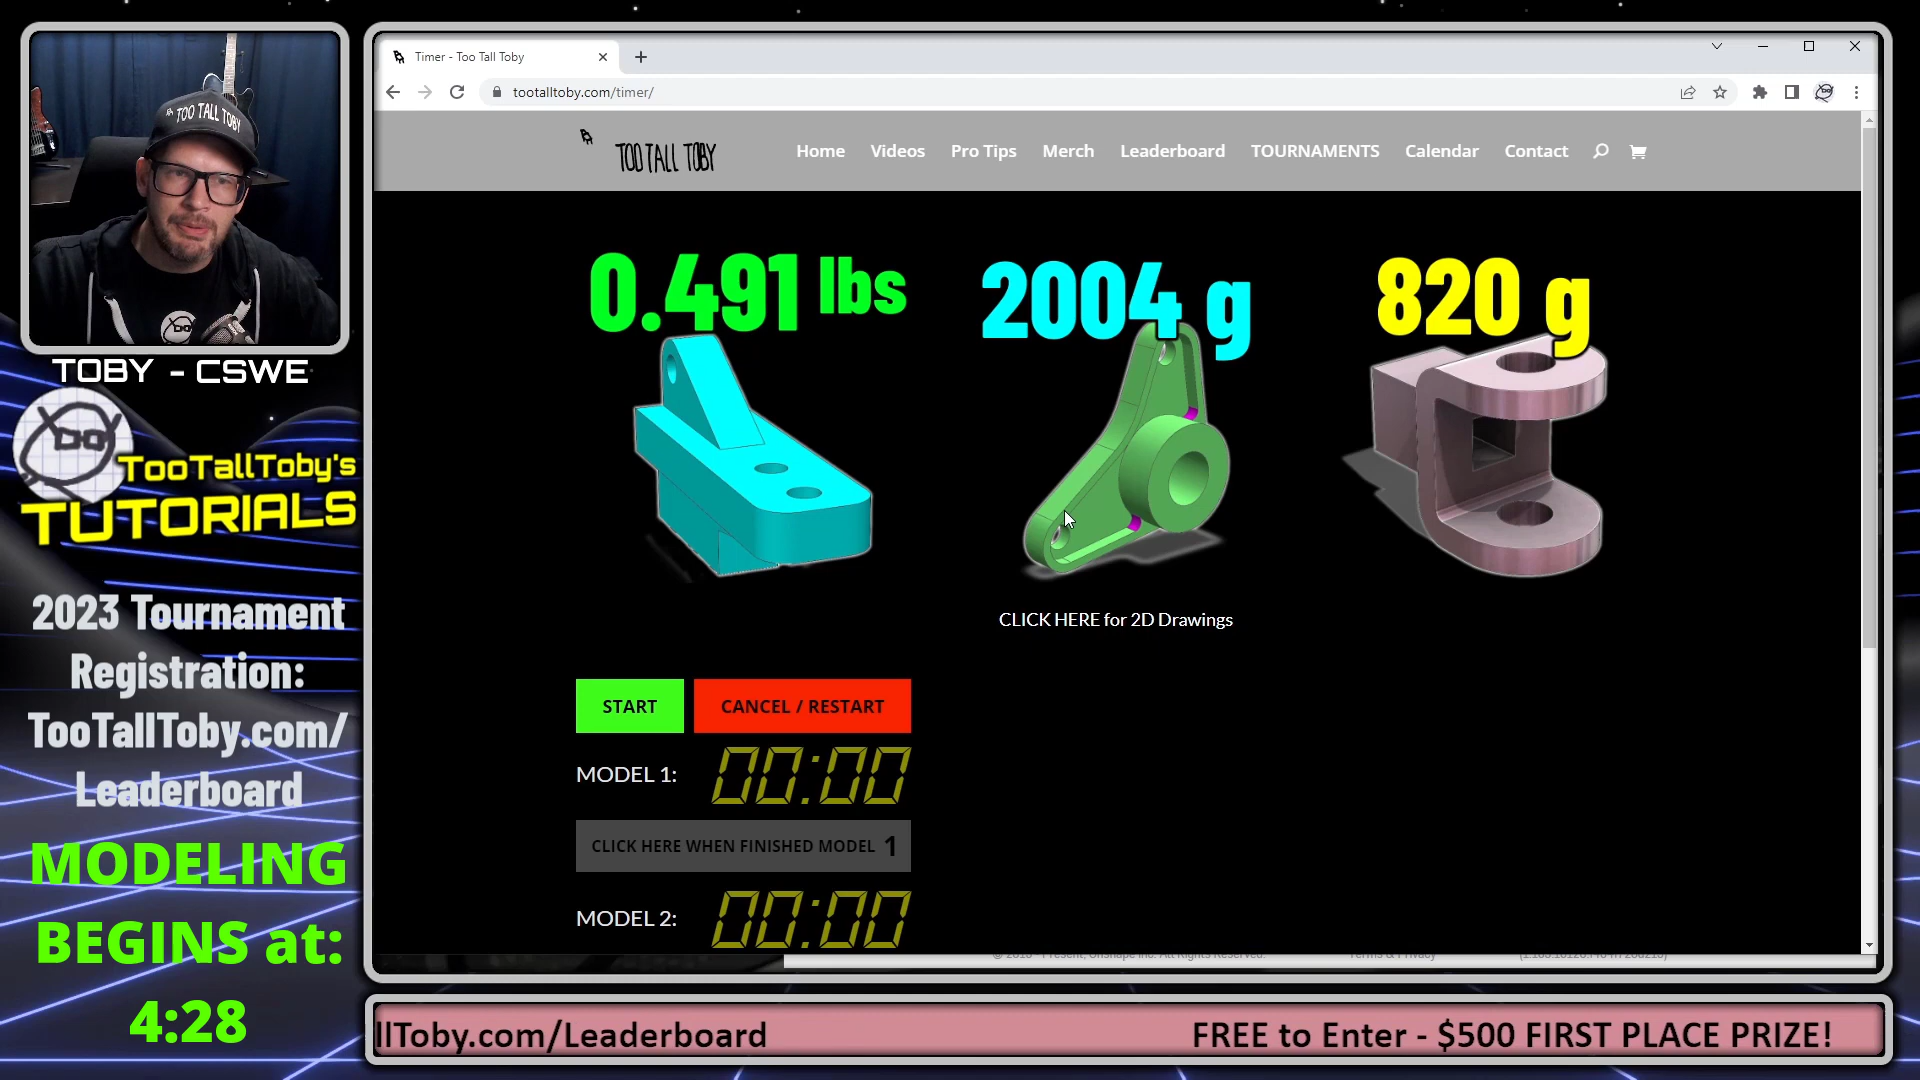 TOO TALL TOBY
TOBY - CSWE
TooTallToby's
TUTORIALS
2023 Tournament
Registration:
TooTallToby.com/
Leaderboard
MODELING
BEGINS at:
4:28
Timer - Too Tall Toby
tootalltoby.com/timer/
TOO TALL TOBY
Home Videos Pro Tips Merch Leaderboard TOURNAMENTS Calendar Contact
0.491 lbs
2004 g
820 g
CLICK HERE for 2D Drawings
START
CANCEL / RESTART
MODEL 1: 00:00
CLICK HERE WHEN FINISHED MODEL 1
MODEL 2: 00:00
llToby.com/Leaderboard
FREE to Enter - $500 FIRST PLACE PRIZE!